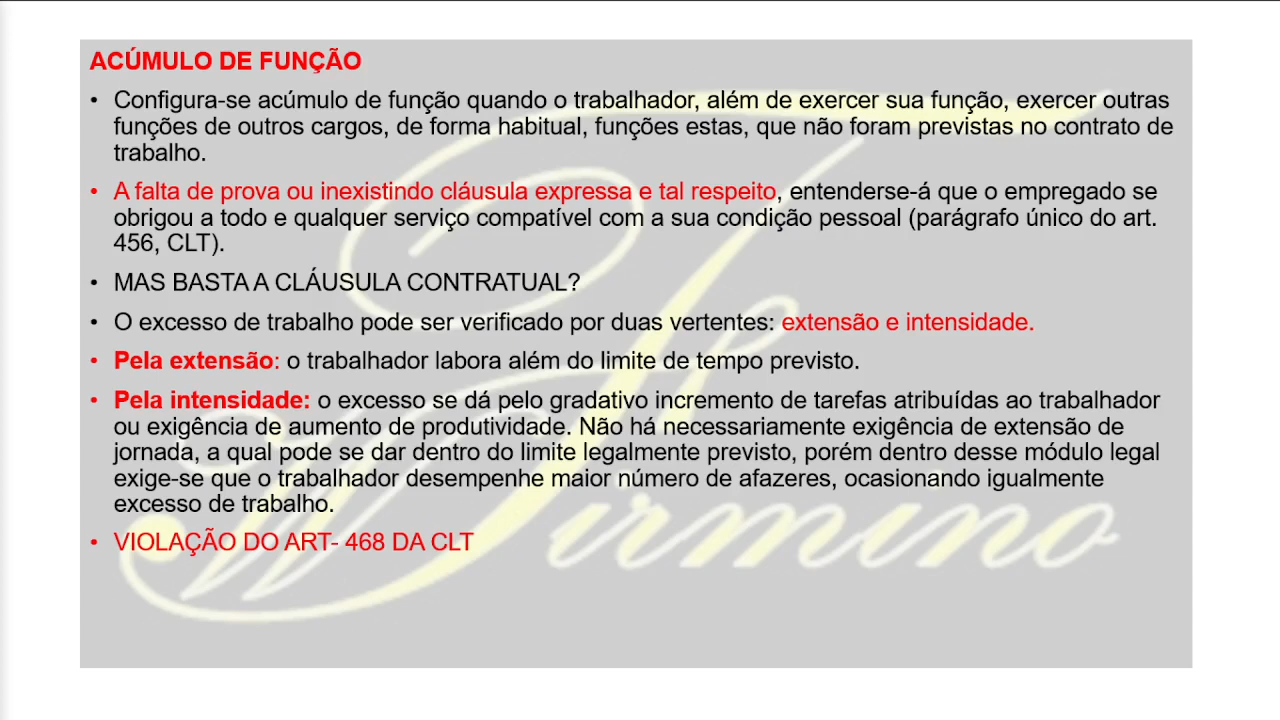 ACÚMULO DE FUNÇÃO
• Configura-se acúmulo de função quando o trabalhador, além de exercer sua função, exercer outras
funções de outros cargos, de forma habitual, funções estas, que não foram previstas no contrato de
trabalho.
• A falta de prova ou inexistindo cláusula expressa e tal respeito, entenderse-á que o empregado se
obrigou a todo e qualquer serviço compatível com a sua condição pessoal (parágrafo único do art.
456, CLT).
• MAS BASTA A CLÁUSULA CONTRATUAL?
• O excesso de trabalho pode ser verificado por duas vertentes: extensão e intensidade.
• Pela extensão: o trabalhador labora além do limite de tempo previsto.
• Pela intensidade: o excesso se dá pelo gradativo incremento de tarefas atribuídas ao trabalhador
ou exigência de aumento de produtividade. Não há necessariamente exigência de extensão de
jornada, a qual pode se dar dentro do limite legalmente previsto, porém dentro desse módulo legal
exige-se que o trabalhador desempenhe maior número de afazeres, ocasionando igualmente
excesso de trabalho.
• VIOLAÇÃO DO ART- 468 DA CLT
W Firmino